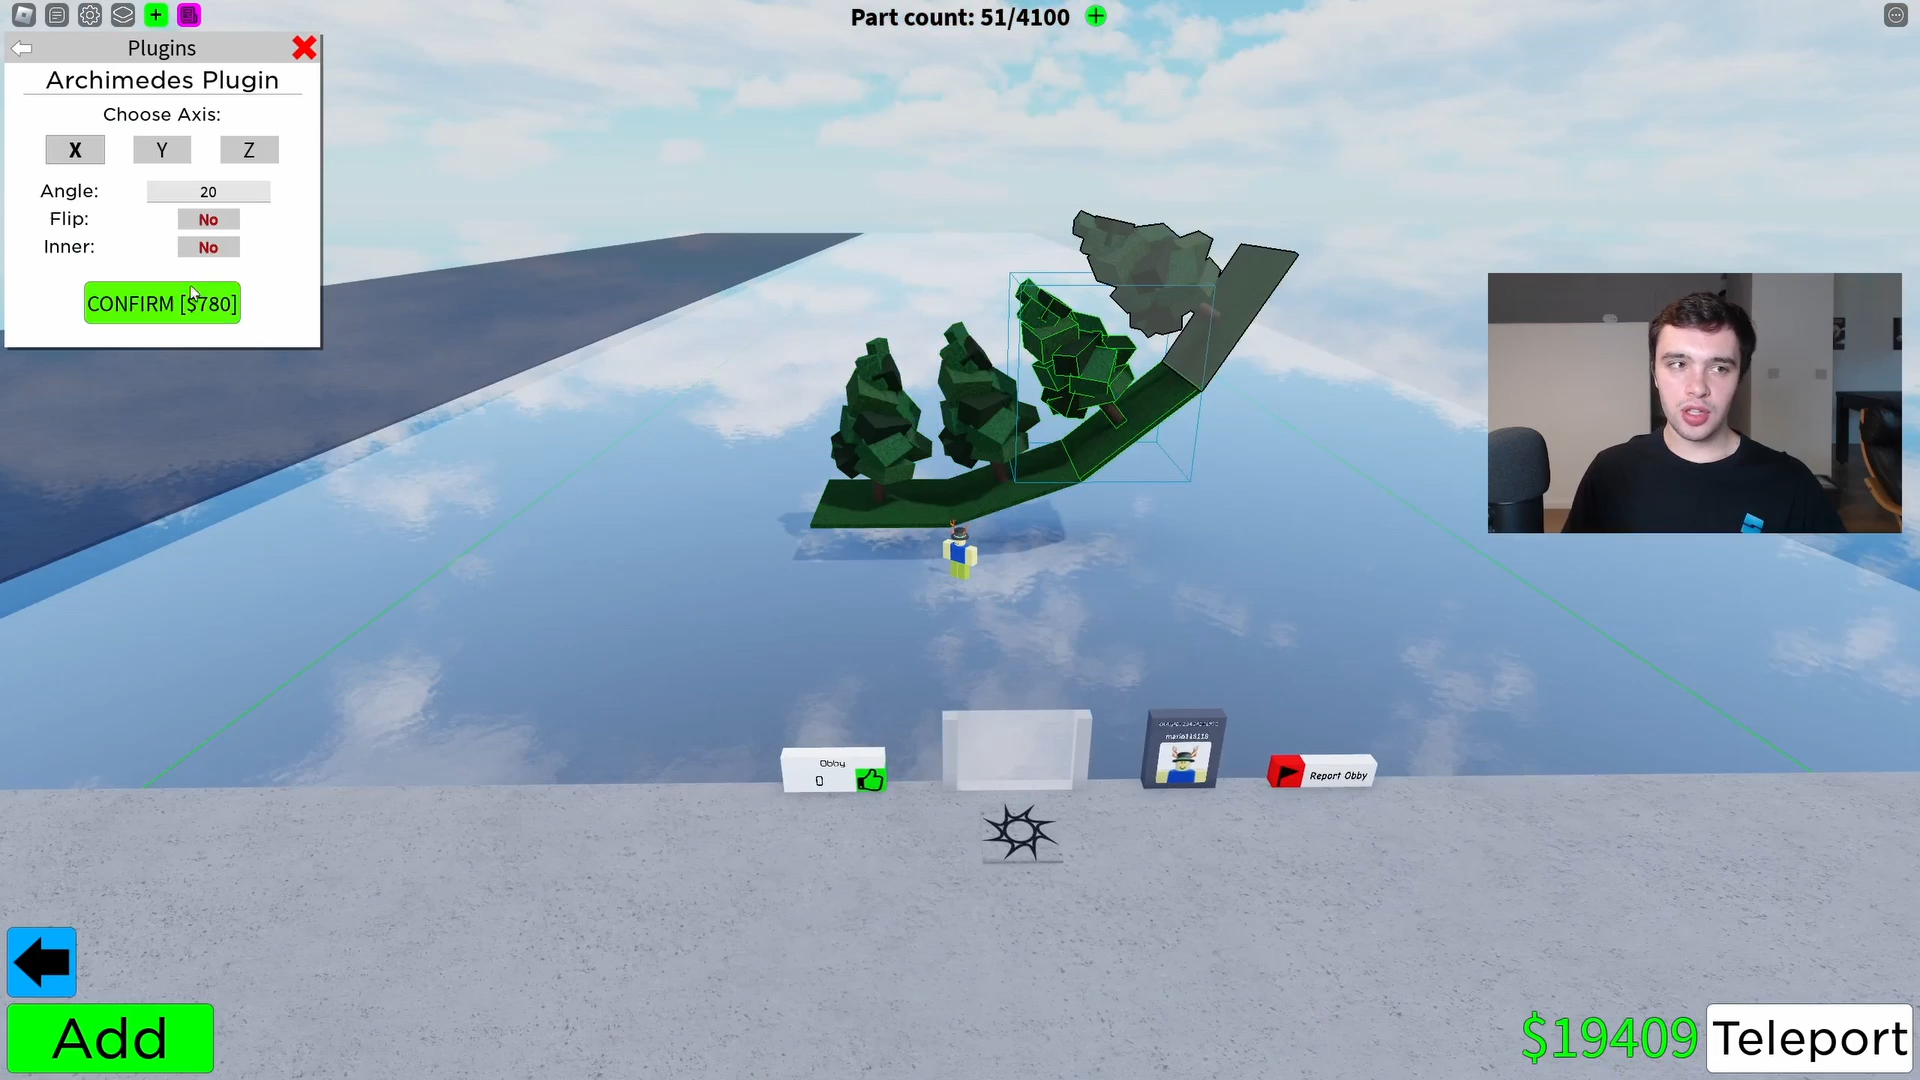 Part count: 51/4100
Plugins
Archimedes Plugin
Choose Axis:
X Y Z
Angle: 20
Flip: No
Inner: No
CONFIRM [$780]
Obby
0
Report Obby
Add
$19409
Teleport